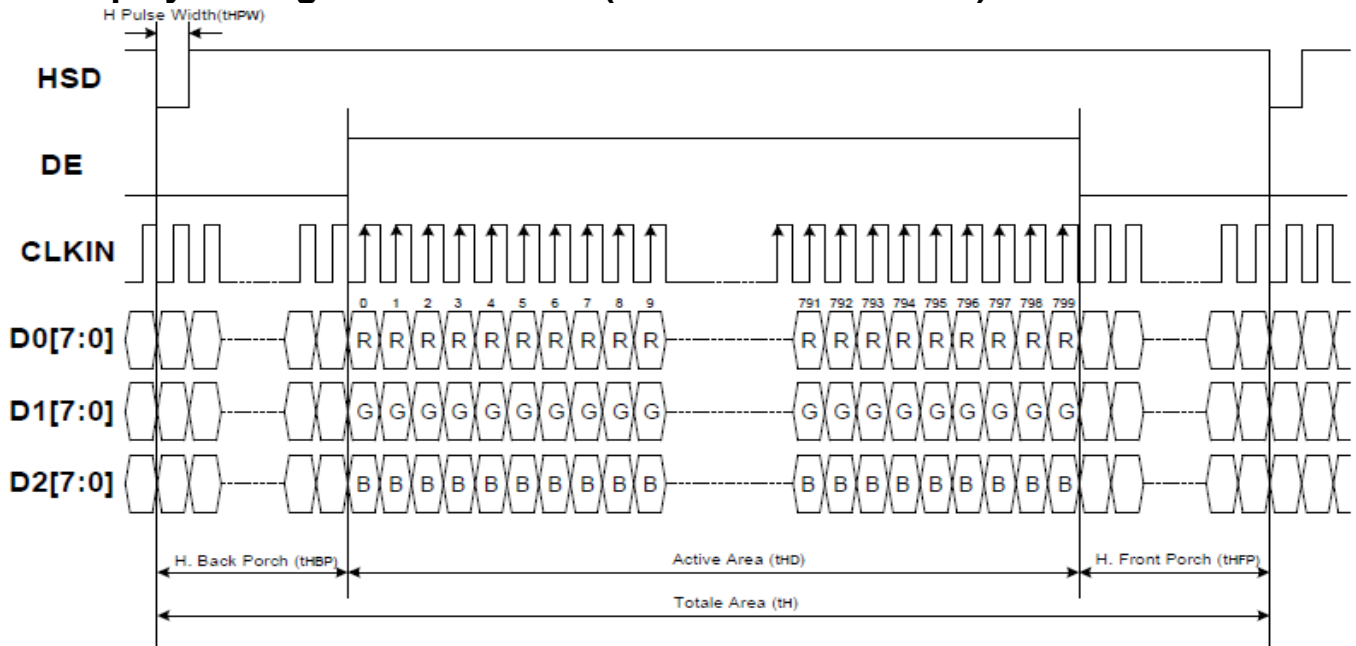 H Pulse Width(tHPW)
HSD
DE
CLKIN
0 1 2 3 4 5 6 7 8 9 791 792 793 794 795 796 797 798 799
D0[7:0] R R R R R R R R R R R R R R R R R R R
D1[7:0] G G G G G G G G G G G G G G G G G G G
D2[7:0] B B B B B B B B B B B B B B B B B B B
H. Back Porch (tHBP) Active Area (tHD) H. Front Porch (tHFP)
Totale Area (tH)